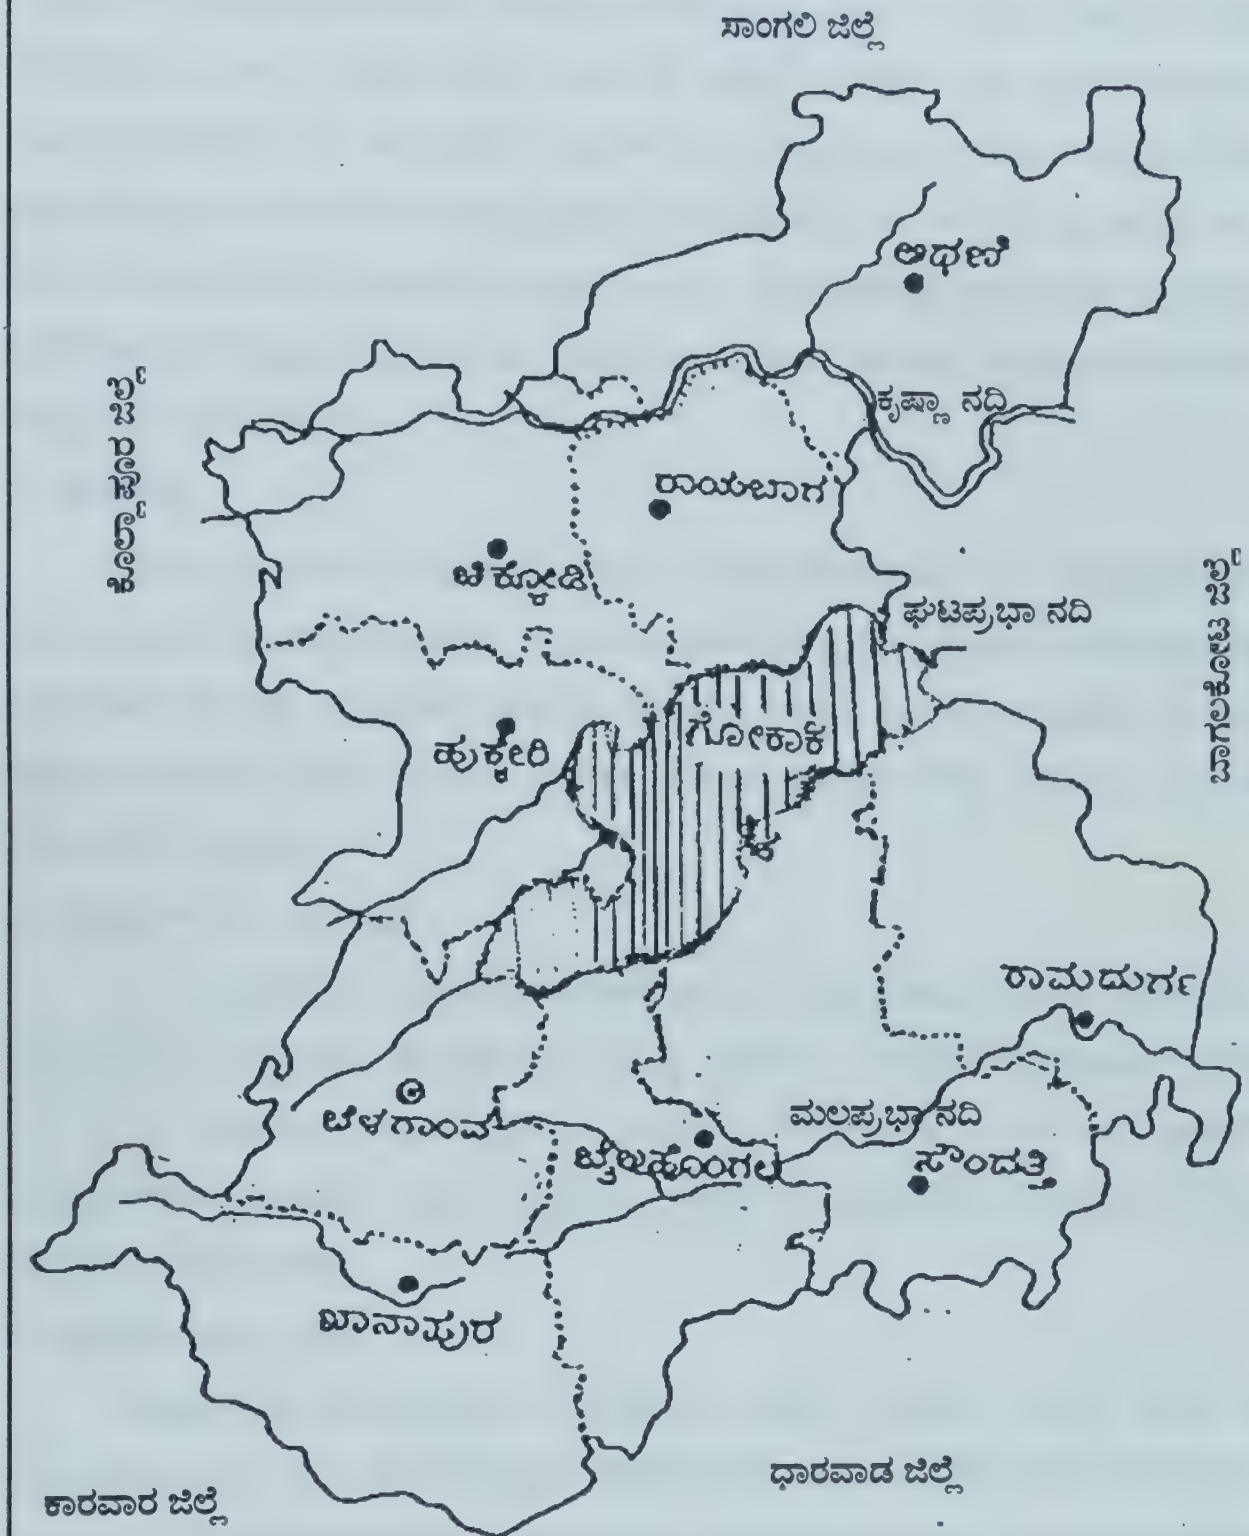 ಸಾಂಗಲಿ ಜಿಲ್ಲೆ
ಅಥಣಿ
ಕೊಲ್ಹಾಪೂರ ಜಿಲ್ಲೆ
ಕೃಷ್ಣಾ ನದಿ
ರಾಯಬಾಗ
ಚಿಕ್ಕೋಡಿ
ಘಟಪ್ರಭಾ ನದಿ
ಬಾಗಲಕೋಟ ಜಿಲ್ಲೆ
ಗೋಕಾಕ
ಹುಕ್ಕೇರಿ
ರಾಮದುರ್ಗ
ಬೆಳಗಾಂವ
ಮಲಪ್ರಭಾ ನದಿ
ಬೈಲಹೊಂಗಲ
ಸೌಂದತ್ತಿ
ಖಾನಾಪುರ
ಧಾರವಾಡ ಜಿಲ್ಲೆ
ಕಾರವಾರ ಜಿಲ್ಲೆ